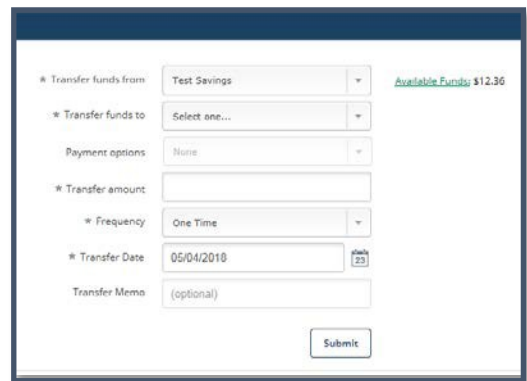 * Transfer funds from Test Savings Available Funds: $12.36
* Transfer funds to Select one...
Payment options None
* Transfer amount
* Frequency One Time
* Transfer Date 05/04/2018 23
Transfer Memo (optional)
Submit